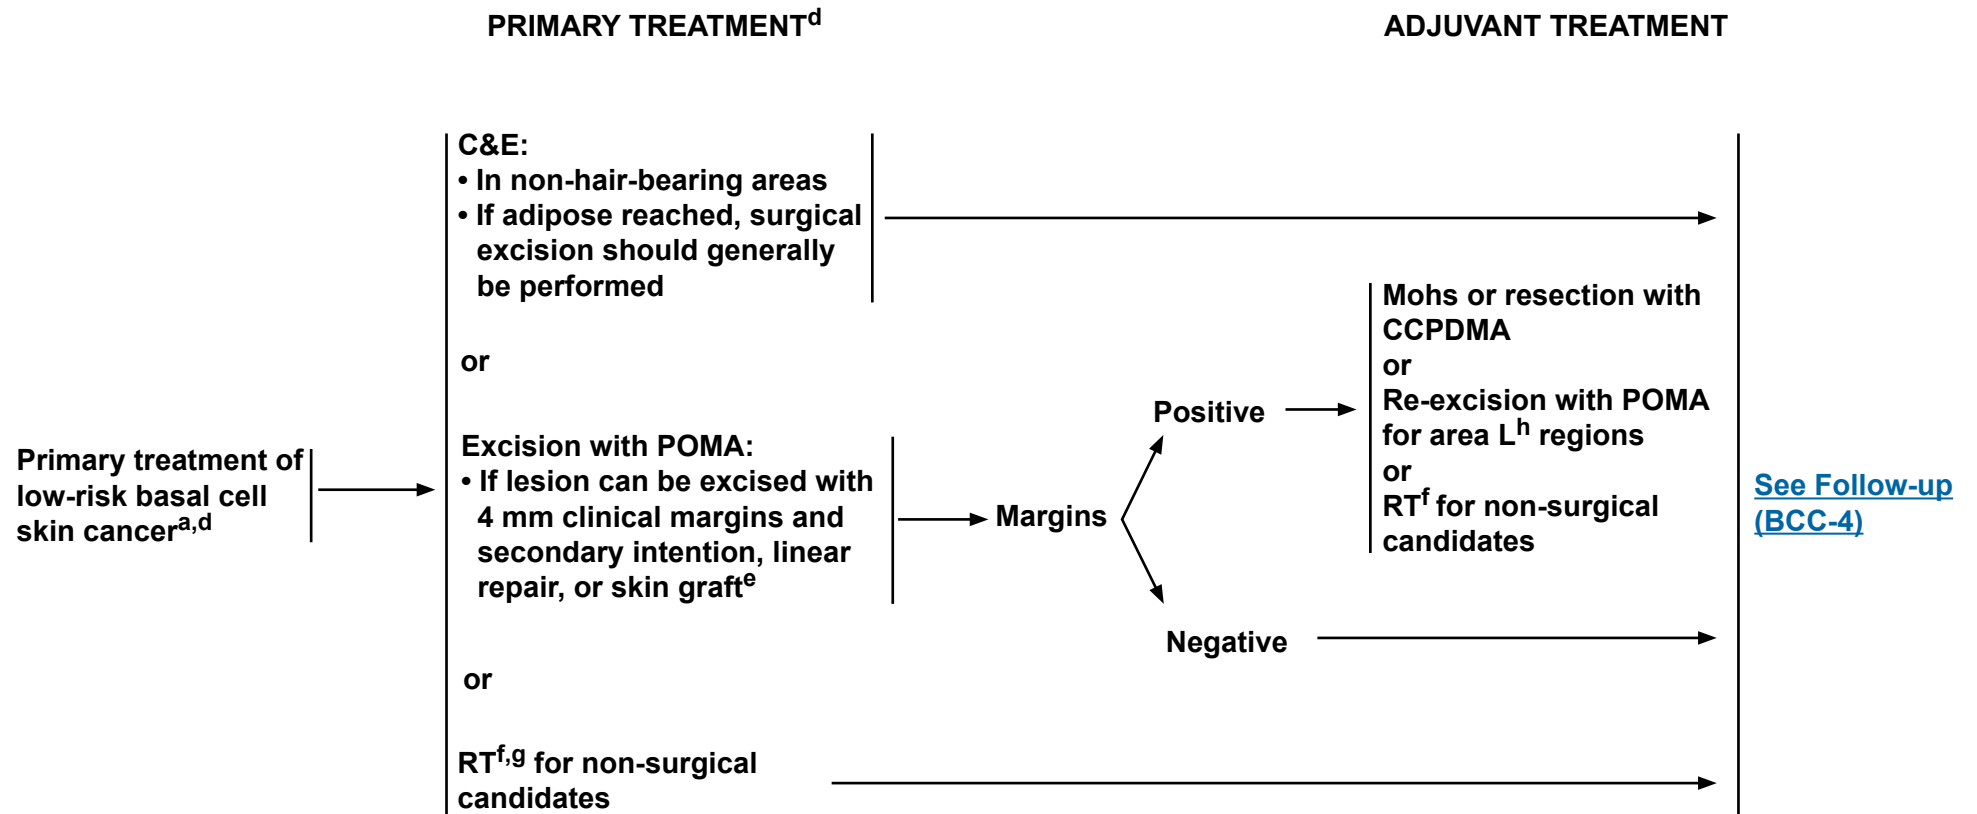 PRIMARY TREATMENTd
ADJUVANT TREATMENT
Primary treatment of
low-risk basal cell
skin cancera,d
C&E:
• In non-hair-bearing areas
• If adipose reached, surgical
excision should generally
be performed
or
Excision with POMA:
• If lesion can be excised with
4 mm clinical margins and
secondary intention, linear
repair, or skin grafte
or
RTf,g for non-surgical
candidates
Margins
Positive
Negative
Mohs or resection with
CCPDMA
or
Re-excision with POMA
for area Lh regions
or
RTf for non-surgical
candidates
See Follow-up
(BCC-4)